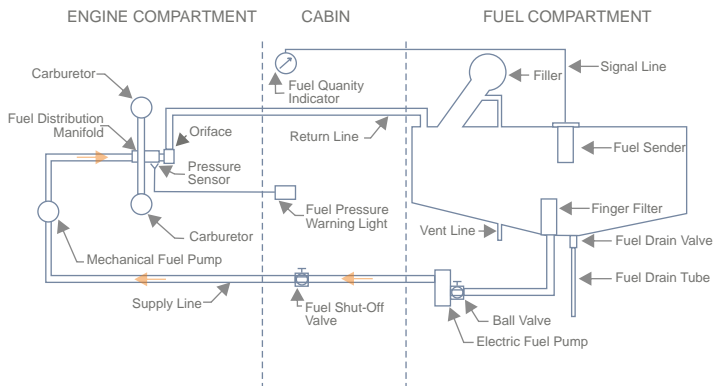 ENGINE COMPARTMENT
CABIN
FUEL COMPARTMENT
Carburetor
Fuel Quanity
Indicator
Filler
Signal Line
Fuel Distribution
Manifold
Oriface
Return Line
Fuel Sender
Pressure
Sensor
Finger Filter
Fuel Pressure
Warning Light
Carburetor
Vent Line
Fuel Drain Valve
Mechanical Fuel Pump
Fuel Drain Tube
Supply Line
Fuel Shut-Off
Valve
Ball Valve
Electric Fuel Pump